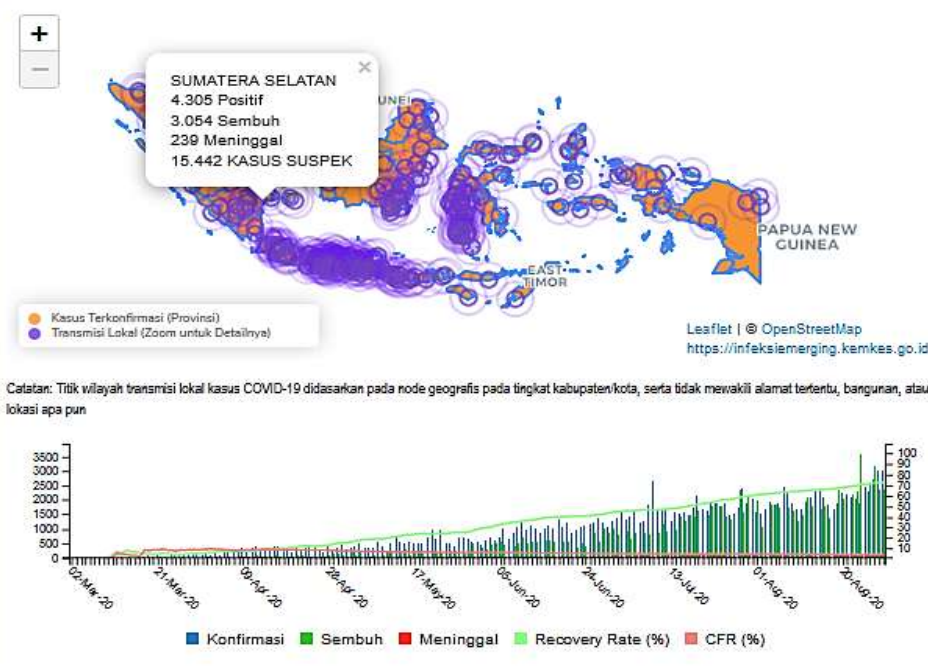 +
−
SUMATERA SELATAN
4.305 Positif
3.054 Sembuh
239 Meninggal
15.442 KASUS SUSPEK
×
UNEI
PAPUA NEW
GUINEA
EAST
TIMOR
Kasus Terkonfirmasi (Provinsi)
Transmisi Lokal (Zoom untuk Detailnya)
Leaflet | © OpenStreetMap
https://infeksiemerging.kemkes.go.id
Catatan: Titik wilayah transmisi lokal kasus COVID-19 didasarkan pada node geografis pada tingkat kabupaten/kota, serta tidak mewakili alamat tertentu, bangunan, atau
lokasi apa pun
3500
3000
2500
2000
1500
1000
500
0
100
90
80
70
60
50
40
30
20
10
02-Mar-20
21-Mar-20
09-Apr-20
28-Apr-20
17-May-20
05-Jun-20
24-Jun-20
13-Jul-20
01-Aug-20
20-Aug-20
Konfirmasi
Sembuh
Meninggal
Recovery Rate (%)
CFR (%)